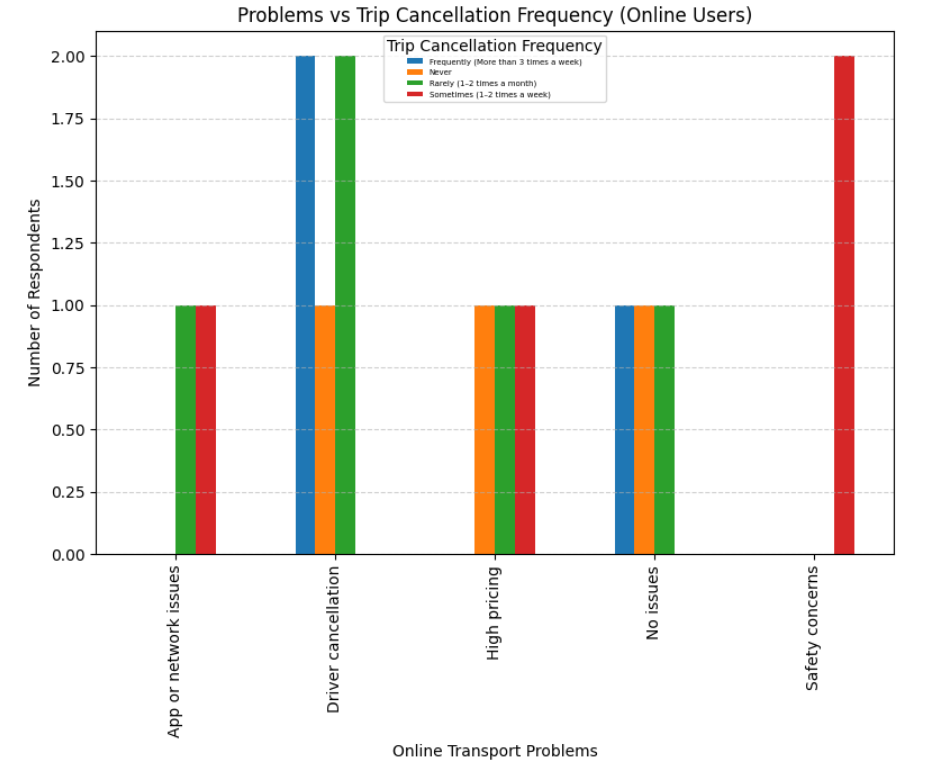 Problems vs Trip Cancellation Frequency (Online Users)
Trip Cancellation Frequency
Frequently (More than 3 times a week)
Never
Rarely (1–2 times a month)
Sometimes (1–2 times a week)
Number of Respondents
2.00
1.75
1.50
1.25
1.00
0.75
0.50
0.25
0.00
App or network issues
Driver cancellation
High pricing
No issues
Safety concerns
Online Transport Problems